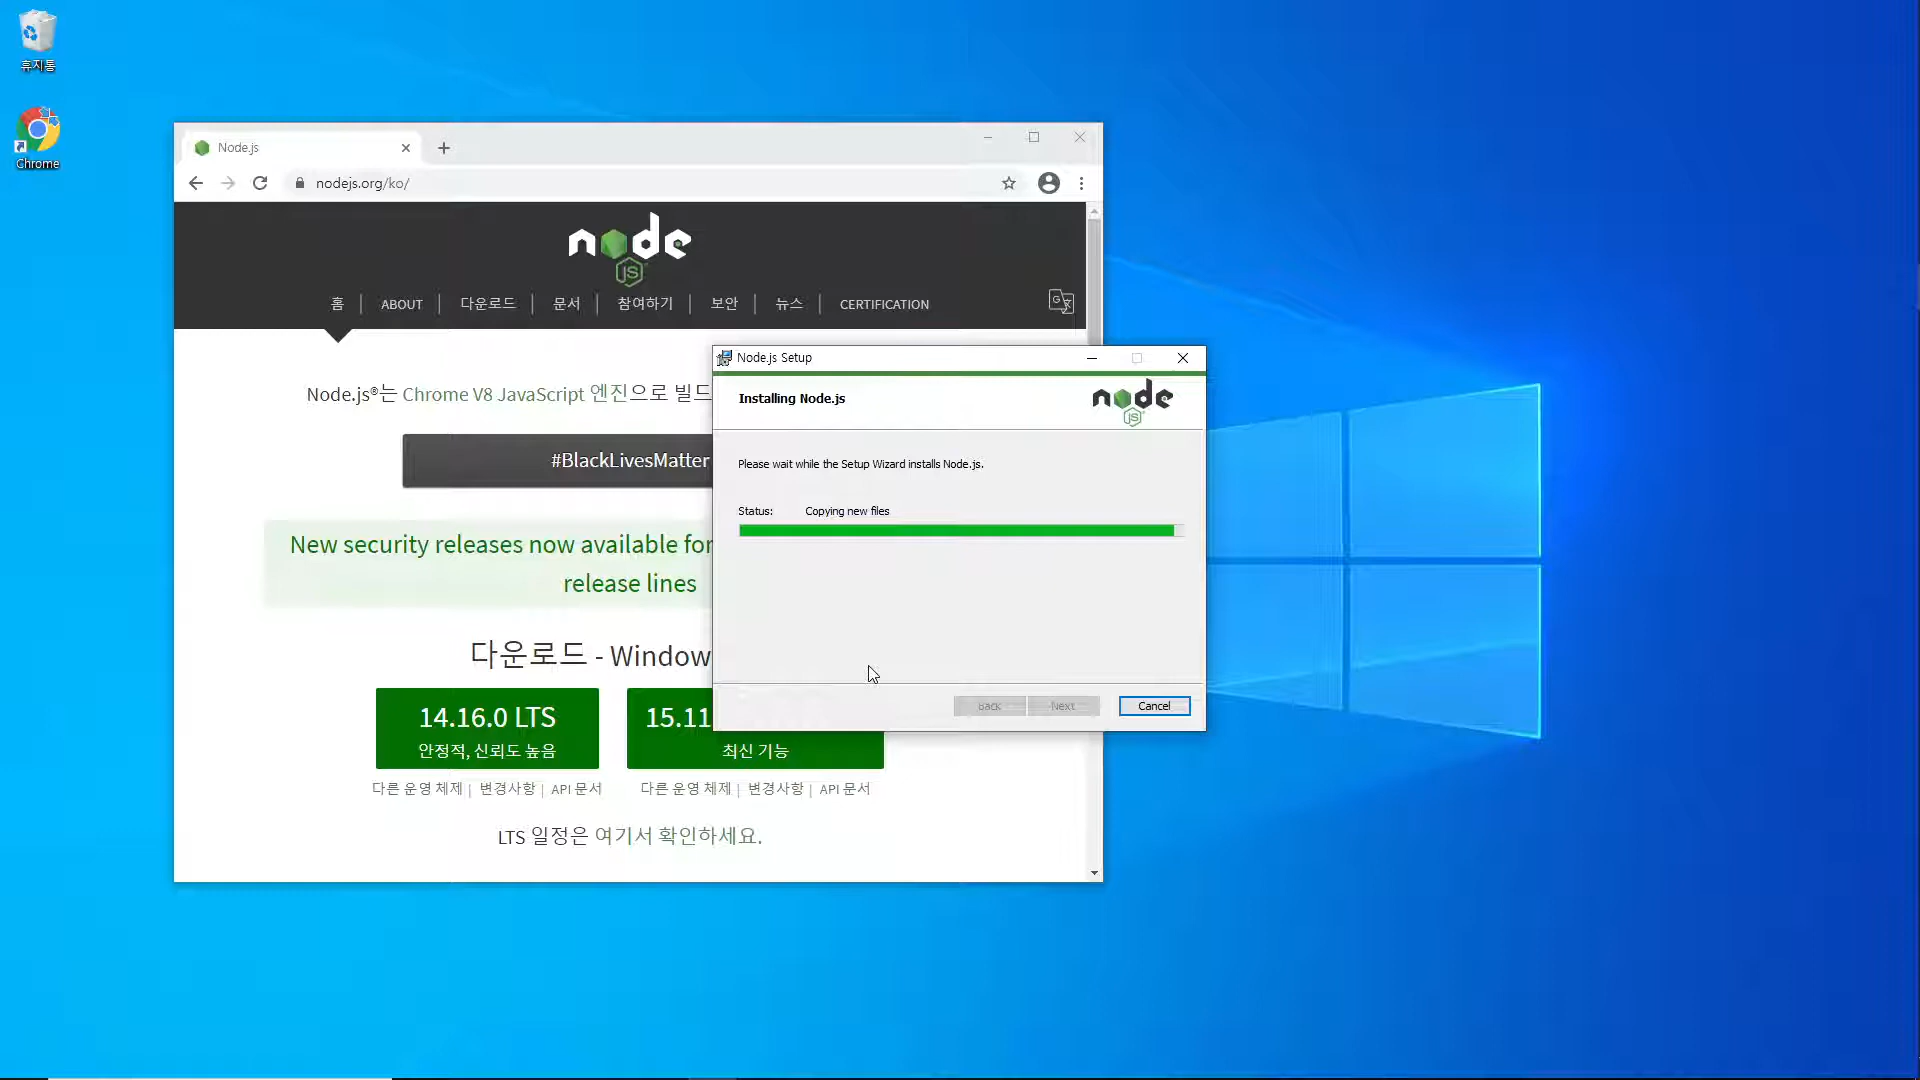 휴지통
Chrome
Node.js
nodejs.org/ko/
node
JS
홈 | ABOUT | 다운로드 | 문서 | 참여하기 | 보안 | 뉴스 | CERTIFICATION
Node.js®는 Chrome V8 JavaScript 엔진으로 빌드
#BlackLivesMatter
New security releases now available for
release lines
다운로드 - Window
14.16.0 LTS
안정적, 신뢰도 높음
15.11
최신 기능
다른 운영 체제 | 변경사항 | API 문서
다른 운영 체제 | 변경사항 | API 문서
LTS 일정은 여기서 확인하세요.
Node.js Setup
Installing Node.js
node
JS
Please wait while the Setup Wizard installs Node.js.
Status: Copying new files
Back
Next
Cancel